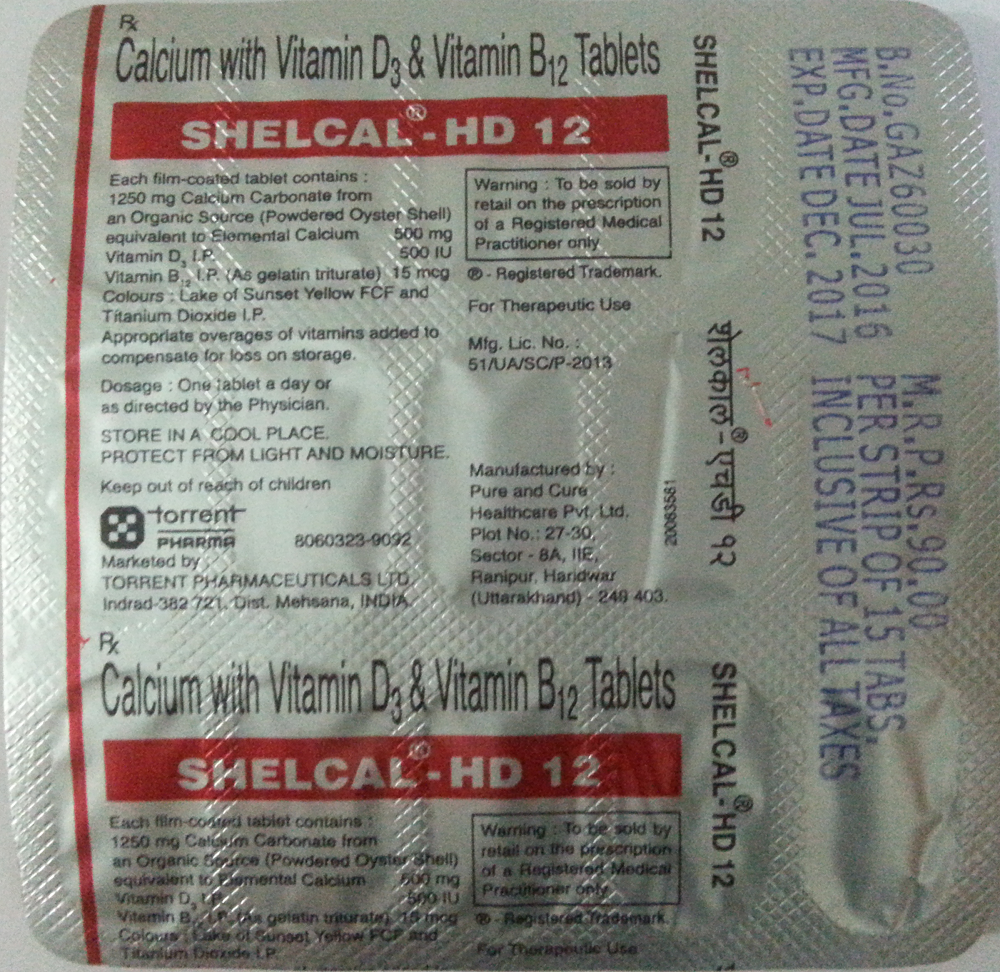 Rx
Calcium with Vitamin D3 & Vitamin B12 Tablets
SHELCAL®-HD 12
Each film-coated tablet contains :
1250 mg Calcium Carbonate from
an Organic Source (Powdered Oyster Shell)
equivalent to Elemental Calcium 500 mg
Vitamin D3 I.P. 500 IU
Vitamin B12 I.P. (As gelatin triturate) 15 mcg
Colours : Lake of Sunset Yellow FCF and
Titanium Dioxide I.P.
Appropriate overages of vitamins added to
compensate for loss on storage.
Dosage : One tablet a day or
as directed by the Physician.
STORE IN A COOL PLACE.
PROTECT FROM LIGHT AND MOISTURE.
Keep out of reach of children
torrent
PHARMA
8060323-9092
Marketed by
TORRENT PHARMACEUTICALS LTD.
Indrad-382 721, Dist. Mehsana, INDIA.
Warning : To be sold by
retail on the prescription
of a Registered Medical
Practitioner only
® - Registered Trademark.
For Therapeutic Use
Mfg. Lic. No. :
51/UA/SC/P-2013
Manufactured by :
Pure and Cure
Healthcare Pvt. Ltd.
Plot No.: 27-30,
Sector - 8A, IIE,
Ranipur, Haridwar
(Uttarakhand) - 249 403.
20063581
SHELCAL®-HD 12
शेलकाल®-एचडी १२
SHELCAL®-HD 12
B.No.GAZ60030
MFG.DATE JUL.2016
EXP.DATE DEC.2017
M.R.P.RS.90.00
PER STRIP OF 15 TABS.
INCLUSIVE OF ALL TAXES
Rx
Calcium with Vitamin D3 & Vitamin B12 Tablets
SHELCAL®-HD 12
Each film-coated tablet contains :
1250 mg Calcium Carbonate from
an Organic Source (Powdered Oyster Shell)
equivalent to Elemental Calcium 500 mg
Vitamin D3 I.P. 500 IU
Vitamin B12 I.P. (As gelatin triturate) 15 mcg
Colours : Lake of Sunset Yellow FCF and
Titanium Dioxide I.P.
Warning : To be sold by
retail on the prescription
of a Registered Medical
Practitioner only
® - Registered Trademark.
For Therapeutic Use